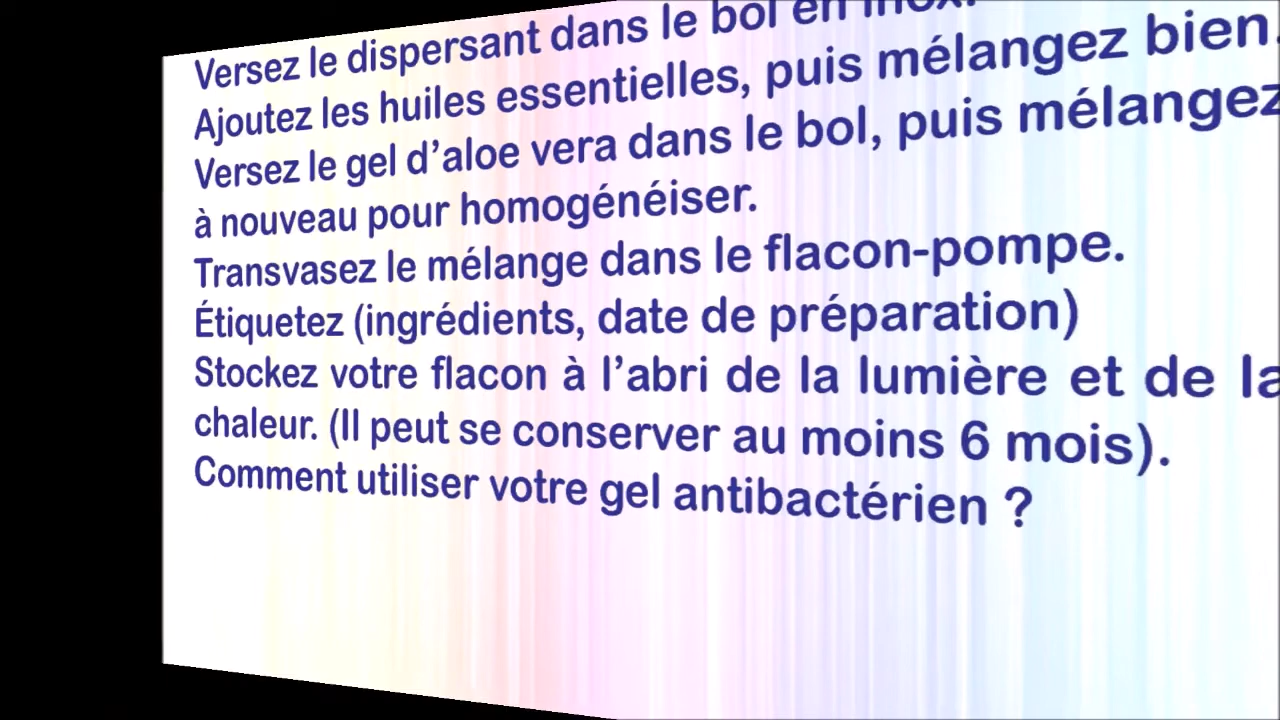 Versez le dispersant dans le bol en inox.
Ajoutez les huiles essentielles, puis mélangez bien.
Versez le gel d’aloe vera dans le bol, puis mélangez
à nouveau pour homogénéiser.
Transvasez le mélange dans le flacon-pompe.
Étiquetez (ingrédients, date de préparation)
Stockez votre flacon à l’abri de la lumière et de la
chaleur. (Il peut se conserver au moins 6 mois).
Comment utiliser votre gel antibactérien ?